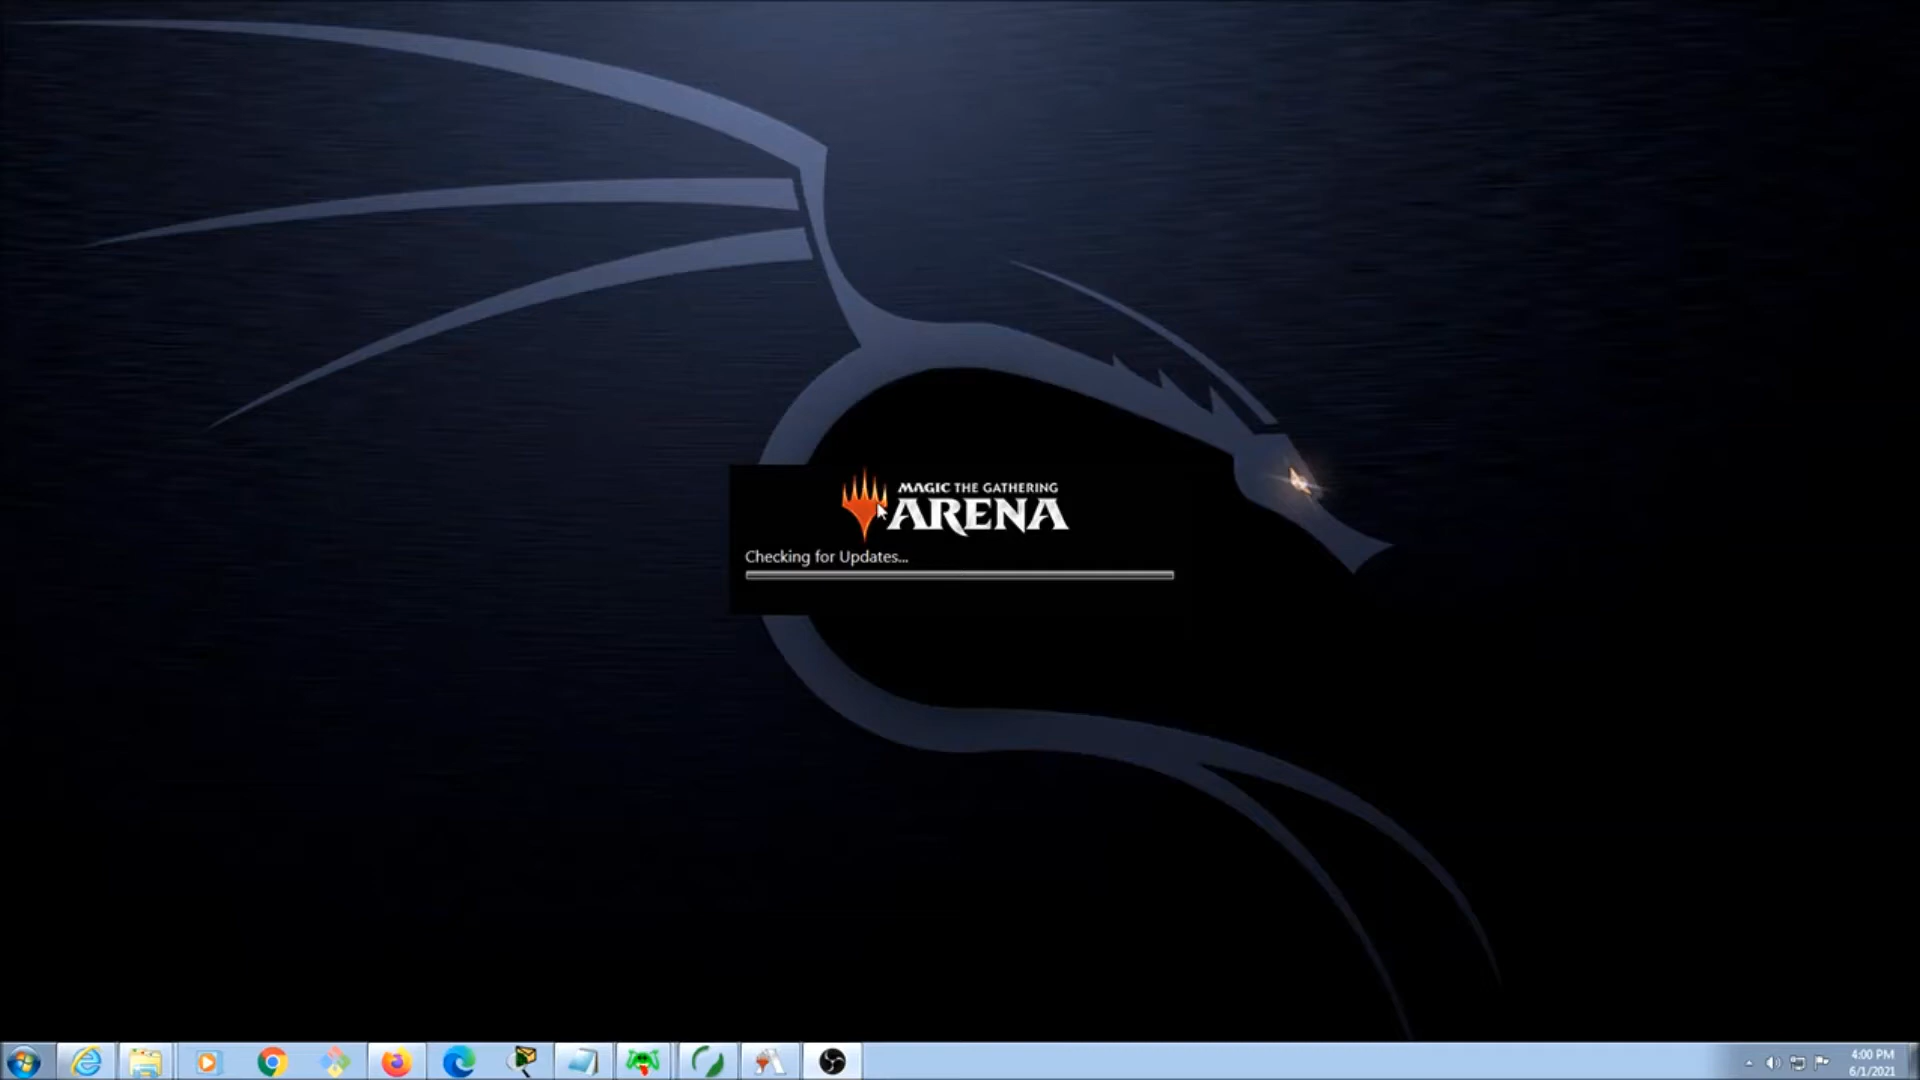 MAGIC THE GATHERING
ARENA
Checking for Updates...
4:00 PM
6/1/2021